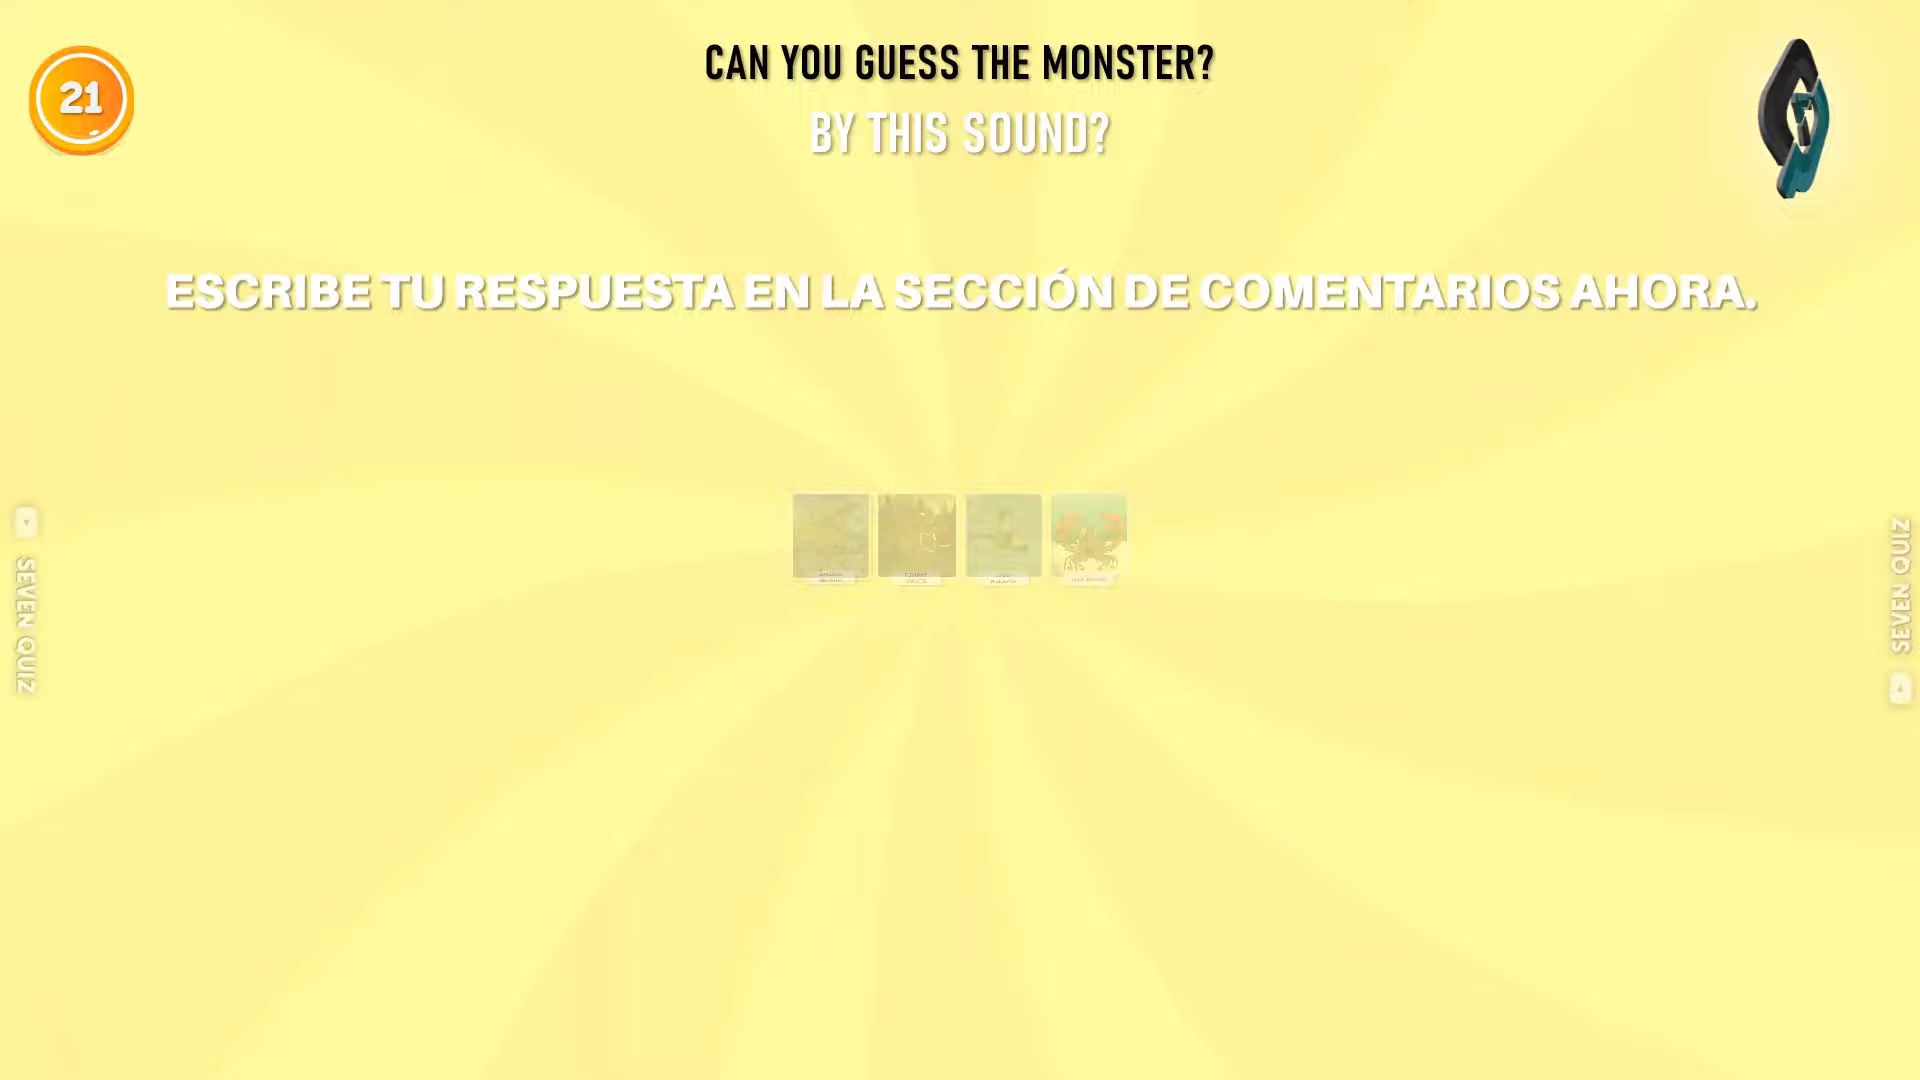 21
CAN YOU GUESS THE MONSTER?
BY THIS SOUND?
ESCRIBE TU RESPUESTA EN LA SECCIÓN DE COMENTARIOS AHORA.
SEVEN QUIZ
SEVEN QUIZ